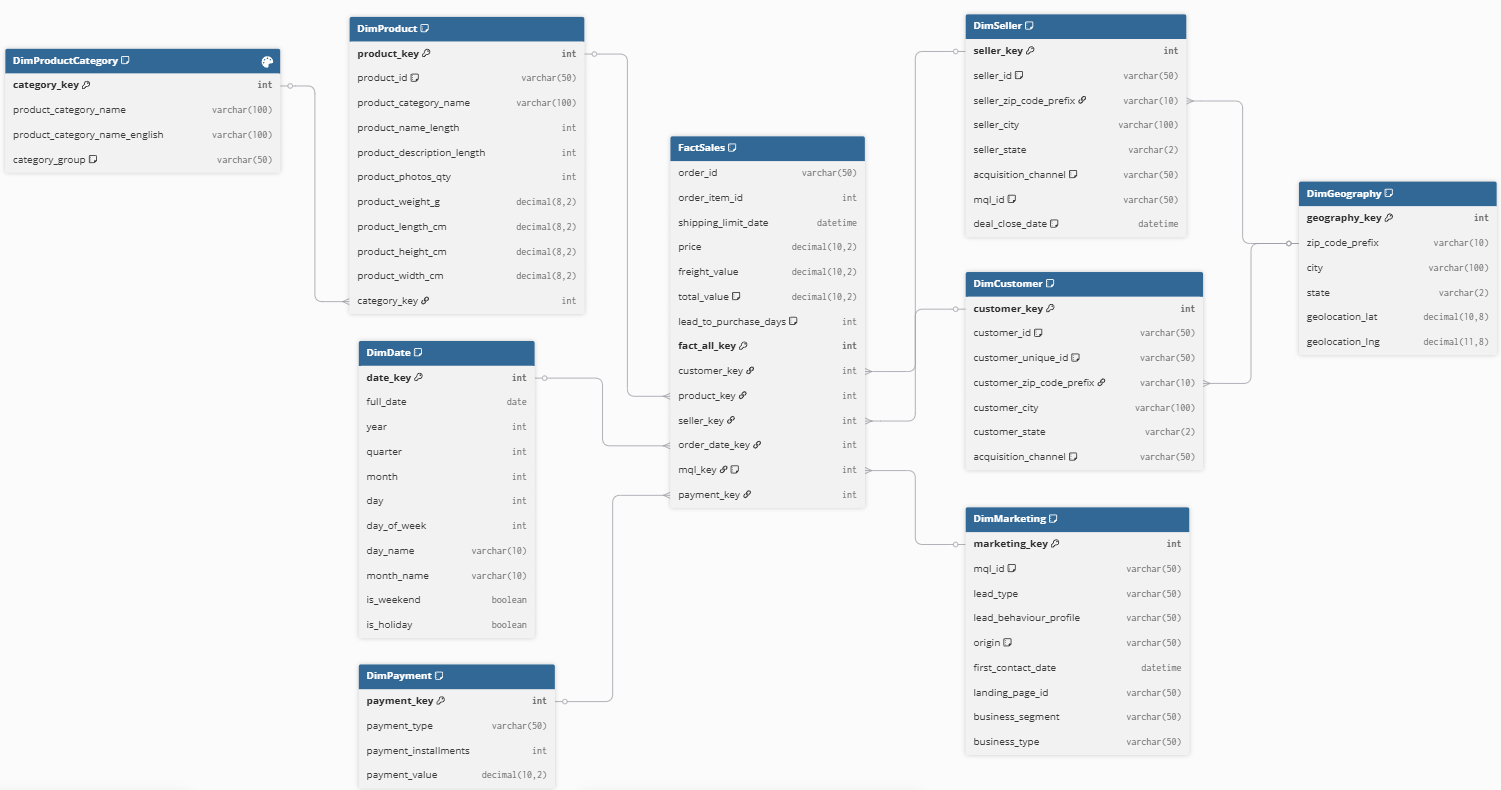 DimProductCategory
category_key int
product_category_name varchar(100)
product_category_name_english varchar(100)
category_group varchar(50)
DimProduct
product_key int
product_id varchar(50)
product_category_name varchar(100)
product_name_length int
product_description_length int
product_photos_qty int
product_weight_g decimal(8,2)
product_length_cm decimal(8,2)
product_height_cm decimal(8,2)
product_width_cm decimal(8,2)
category_key int
DimDate
date_key int
full_date date
year int
quarter int
month int
day int
day_of_week int
day_name varchar(10)
month_name varchar(10)
is_weekend boolean
is_holiday boolean
DimPayment
payment_key int
payment_type varchar(50)
payment_installments int
payment_value decimal(10,2)
FactSales
order_id varchar(50)
order_item_id int
shipping_limit_date datetime
price decimal(10,2)
freight_value decimal(10,2)
total_value decimal(10,2)
lead_to_purchase_days int
fact_all_key int
customer_key int
product_key int
seller_key int
order_date_key int
mql_key int
payment_key int
DimSeller
seller_key int
seller_id varchar(50)
seller_zip_code_prefix varchar(10)
seller_city varchar(100)
seller_state varchar(2)
acquisition_channel varchar(50)
mql_id varchar(50)
deal_close_date datetime
DimCustomer
customer_key int
customer_id varchar(50)
customer_unique_id varchar(50)
customer_zip_code_prefix varchar(10)
customer_city varchar(100)
customer_state varchar(2)
acquisition_channel varchar(50)
DimMarketing
marketing_key int
mql_id varchar(50)
lead_type varchar(50)
lead_behaviour_profile varchar(50)
origin varchar(50)
first_contact_date datetime
landing_page_id varchar(50)
business_segment varchar(50)
business_type varchar(50)
DimGeography
geography_key int
zip_code_prefix varchar(10)
city varchar(100)
state varchar(2)
geolocation_lat decimal(10,8)
geolocation_lng decimal(11,8)